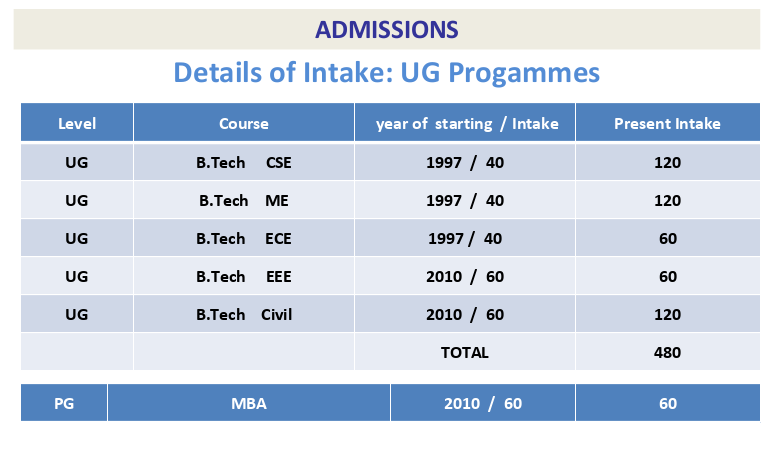 ADMISSIONS
Details of Intake: UG Progammes
Level Course year of starting / Intake Present Intake
UG B.Tech CSE 1997 / 40 120
UG B.Tech ME 1997 / 40 120
UG B.Tech ECE 1997 / 40 60
UG B.Tech EEE 2010 / 60 60
UG B.Tech Civil 2010 / 60 120
TOTAL 480
PG MBA 2010 / 60 60